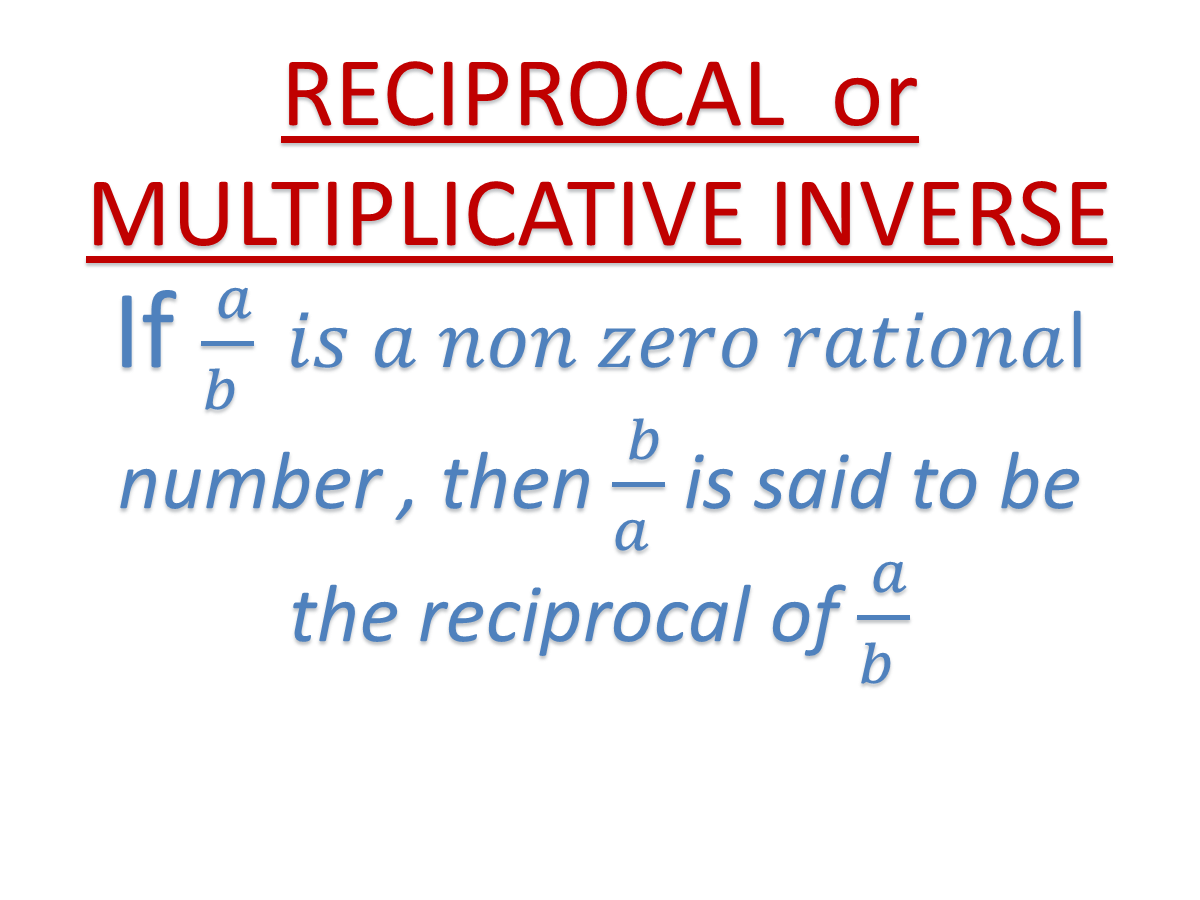 RECIPROCAL or
MULTIPLICATIVE INVERSE
If a/b is a non zero rational
number , then b/a is said to be
the reciprocal of a/b